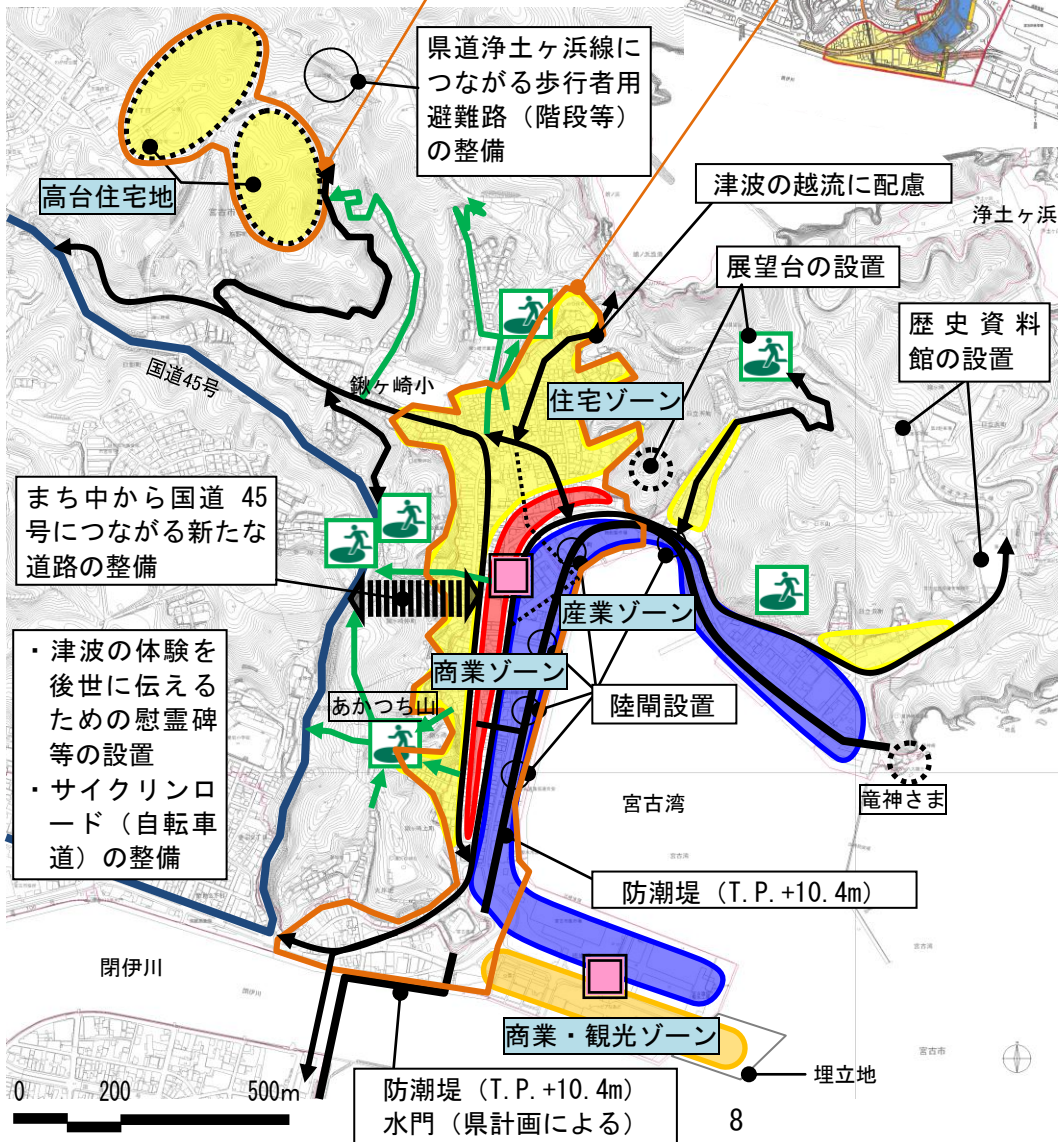 県道浄土ヶ浜線に
つながる歩行者用
避難路（階段等）
の整備
津波の越流に配慮
浄土ヶ浜
高台住宅地
展望台の設置
歴史資料
館の設置
国道45号
鍬ヶ崎小
住宅ゾーン
まち中から国道 45
号につながる新たな
道路の整備
産業ゾーン
・津波の体験を
後世に伝える
ための慰霊碑
等の設置
・サイクリンロ
ード（自転車
道）の整備
商業ゾーン
あかつち山
陸閘設置
宮古湾
竜神さま
防潮堤（T.P.+10.4m）
閉伊川
商業・観光ゾーン
宮古市
埋立地
0 200 500m
防潮堤（T.P.+10.4m）
水門（県計画による）
8